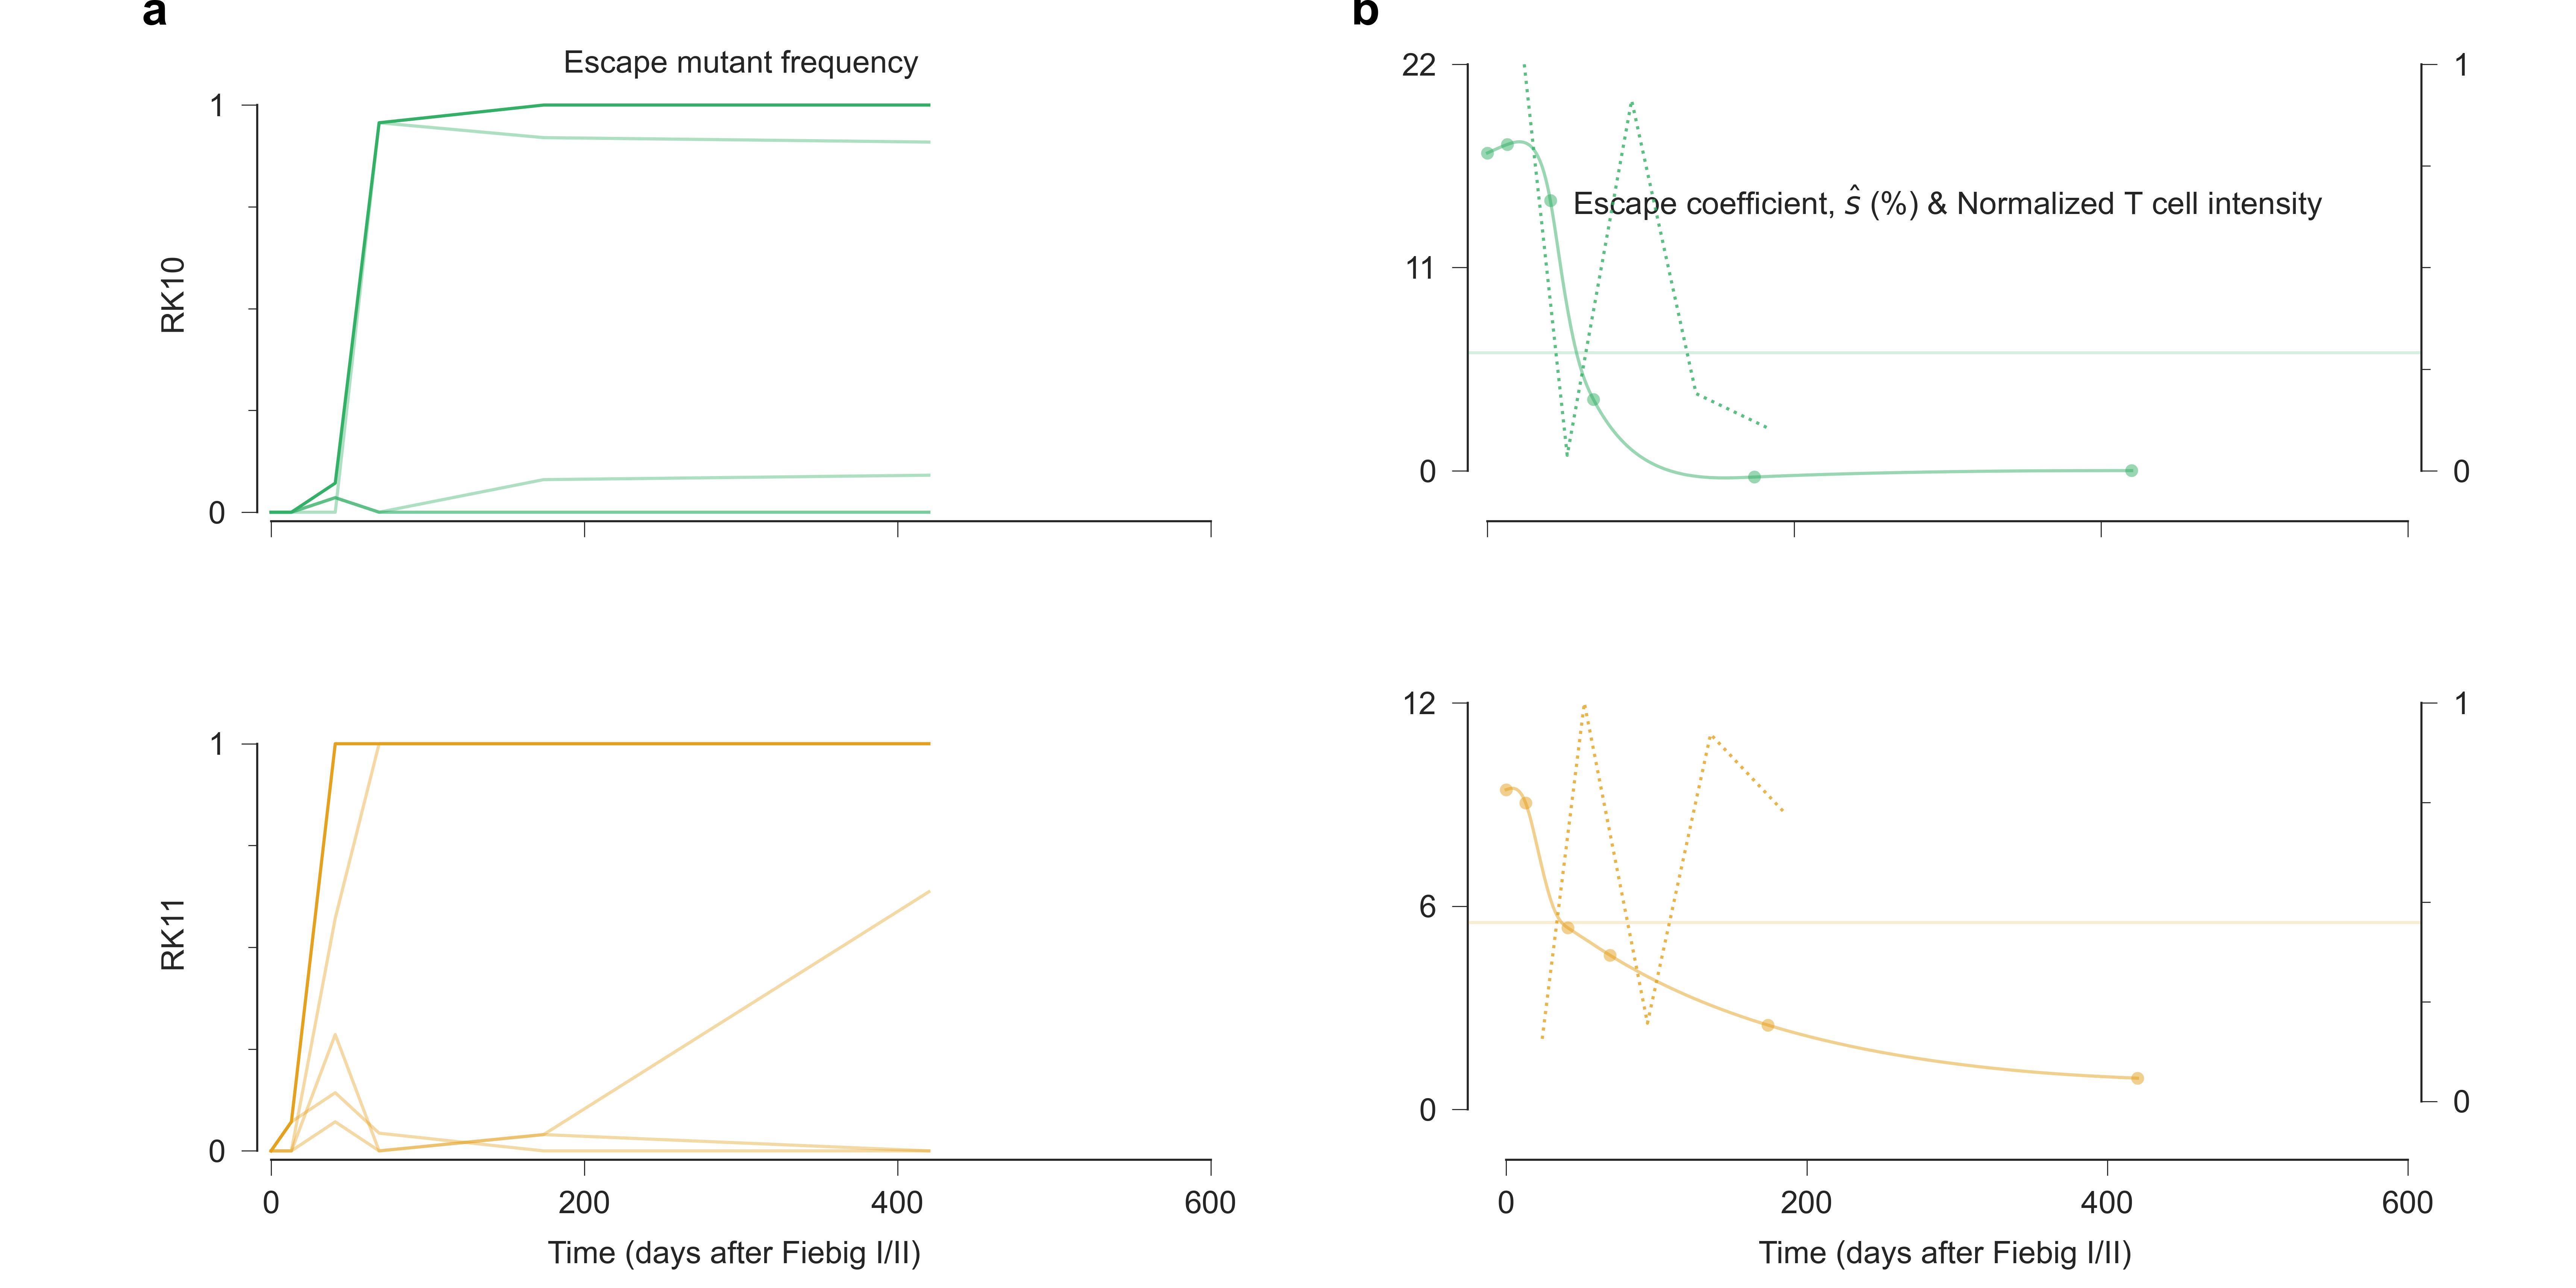 a
b
Escape mutant frequency
1
0
RK10
22
11
0
1
0
Escape coefficient, ŝ (%) & Normalized T cell intensity
1
0
RK11
0
200
400
600
Time (days after Fiebig I/II)
12
6
0
1
0
0
200
400
600
Time (days after Fiebig I/II)